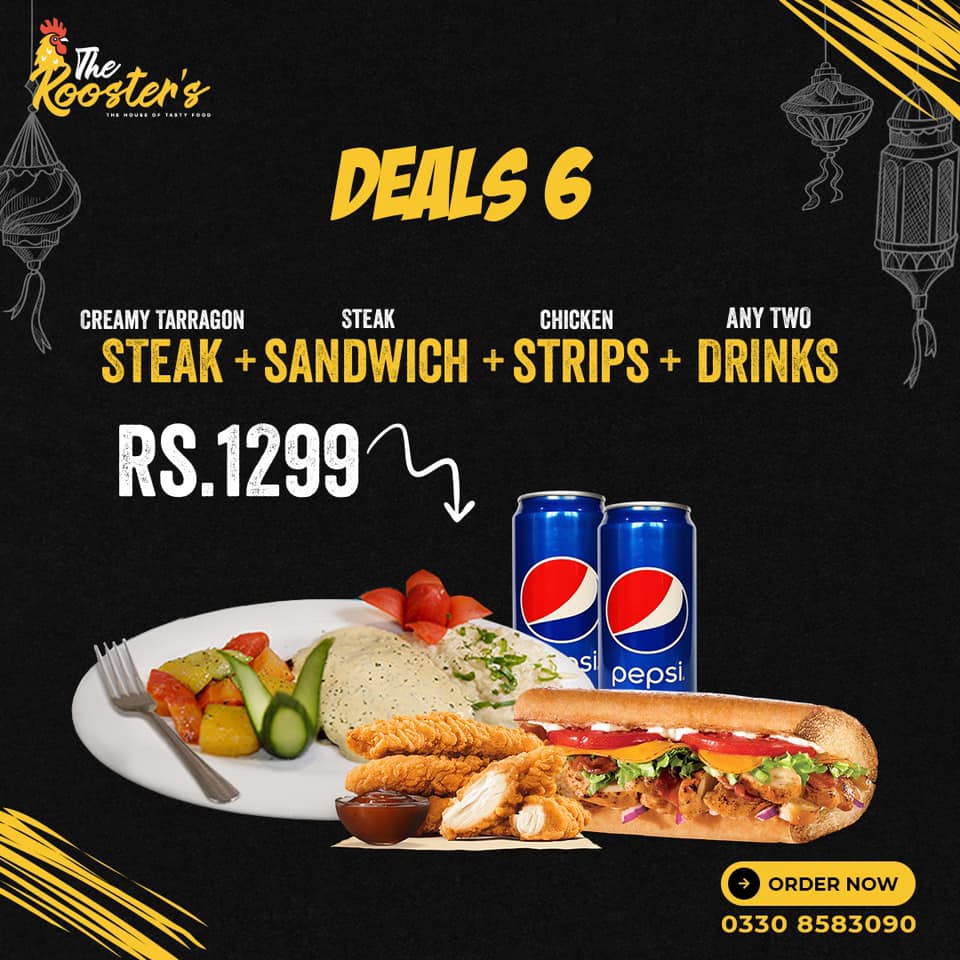 The
Rooster's
THE HOUSE OF TASTY FOOD
DEALS 6
CREAMY TARRAGON STEAK CHICKEN ANY TWO
STEAK + SANDWICH + STRIPS + DRINKS
RS.1299
pepsi
ORDER NOW
0330 8583090